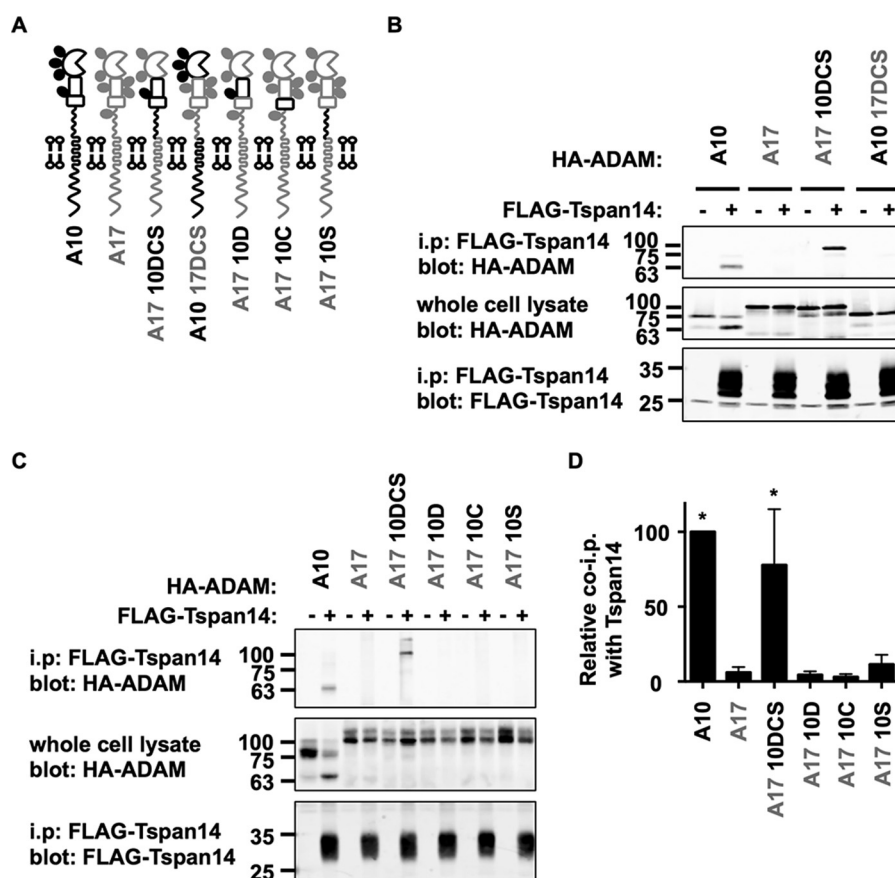 A
A10
A17
A17 10DCS
A10 17DCS
A17 10D
A17 10C
A17 10S
B
HA-ADAM:
A10
A17
A17 10DCS
A10 17DCS
FLAG-Tspan14:
- + - + - + - +
i.p: FLAG-Tspan14
blot: HA-ADAM
100
75
63
whole cell lysate
blot: HA-ADAM
100
75
63
i.p: FLAG-Tspan14
blot: FLAG-Tspan14
35
25
C
HA-ADAM:
A10
A17
A17 10DCS
A17 10D
A17 10C
A17 10S
FLAG-Tspan14:
- + - + - + - + - + - +
i.p: FLAG-Tspan14
blot: HA-ADAM
100
75
63
whole cell lysate
blot: HA-ADAM
100
75
63
i.p: FLAG-Tspan14
blot: FLAG-Tspan14
35
25
D
Relative co-i.p.
with Tspan14
100
50
0
*
*
A10
A17
A17 10DCS
A17 10D
A17 10C
A17 10S